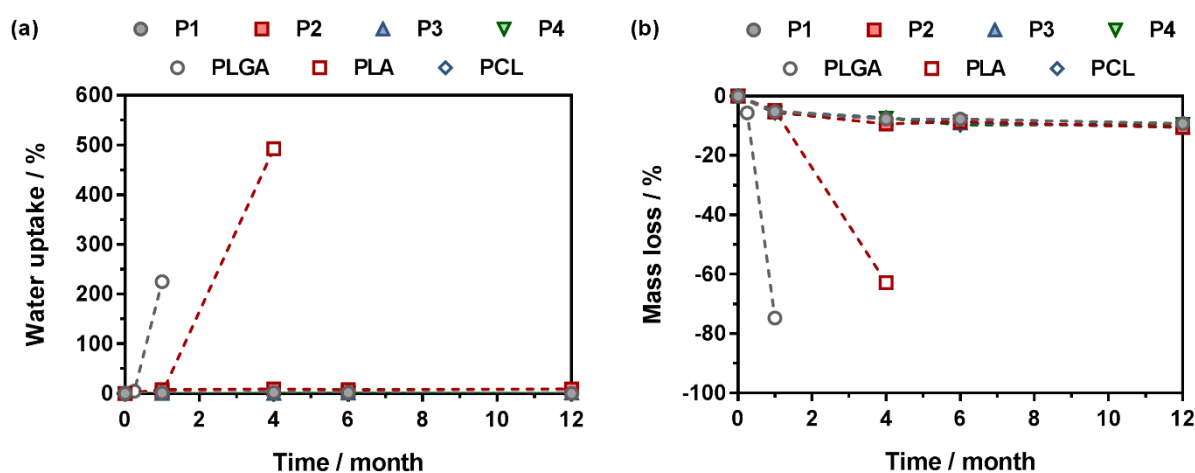 (a) P1 P2 P3 P4
PLGA PLA PCL
600
500
400
300
200
100
0
Water uptake / %
0 2 4 6 8 10 12
Time / month
(b) P1 P2 P3 P4
PLGA PLA PCL
0
-20
-40
-60
-80
-100
Mass loss / %
0 2 4 6 8 10 12
Time / month